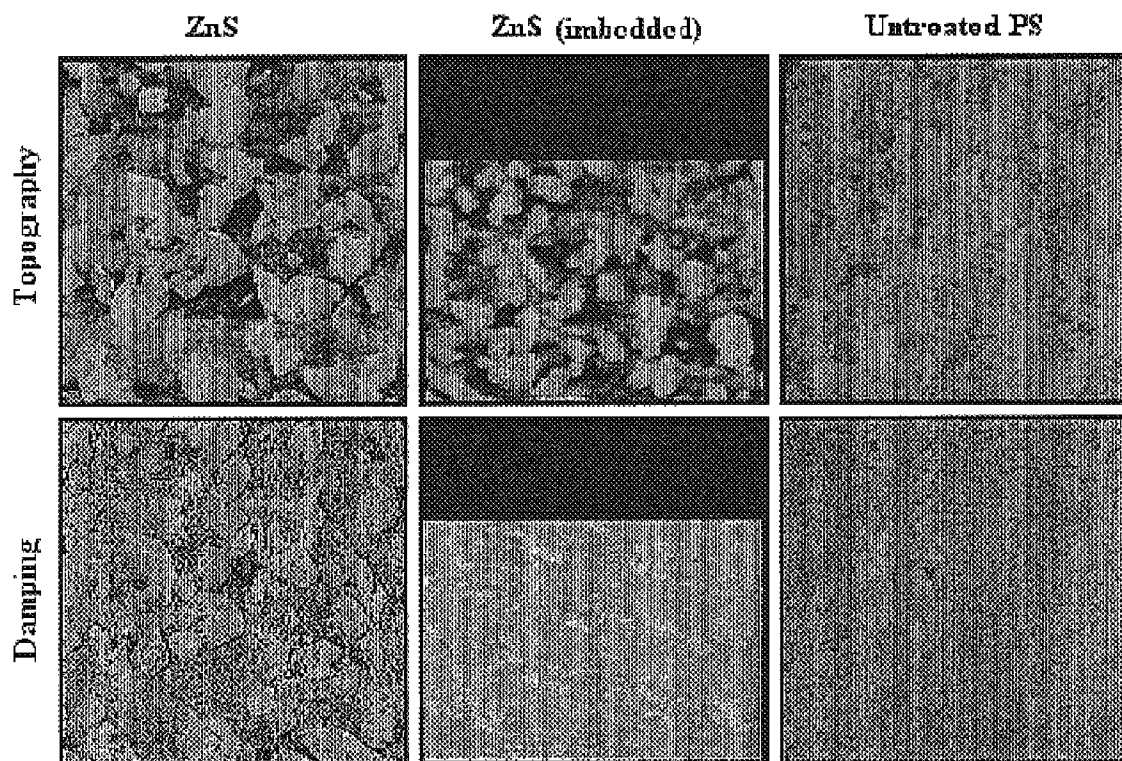 ZnS
ZnS (imbedded)
Untreated PS
Topography
Damping